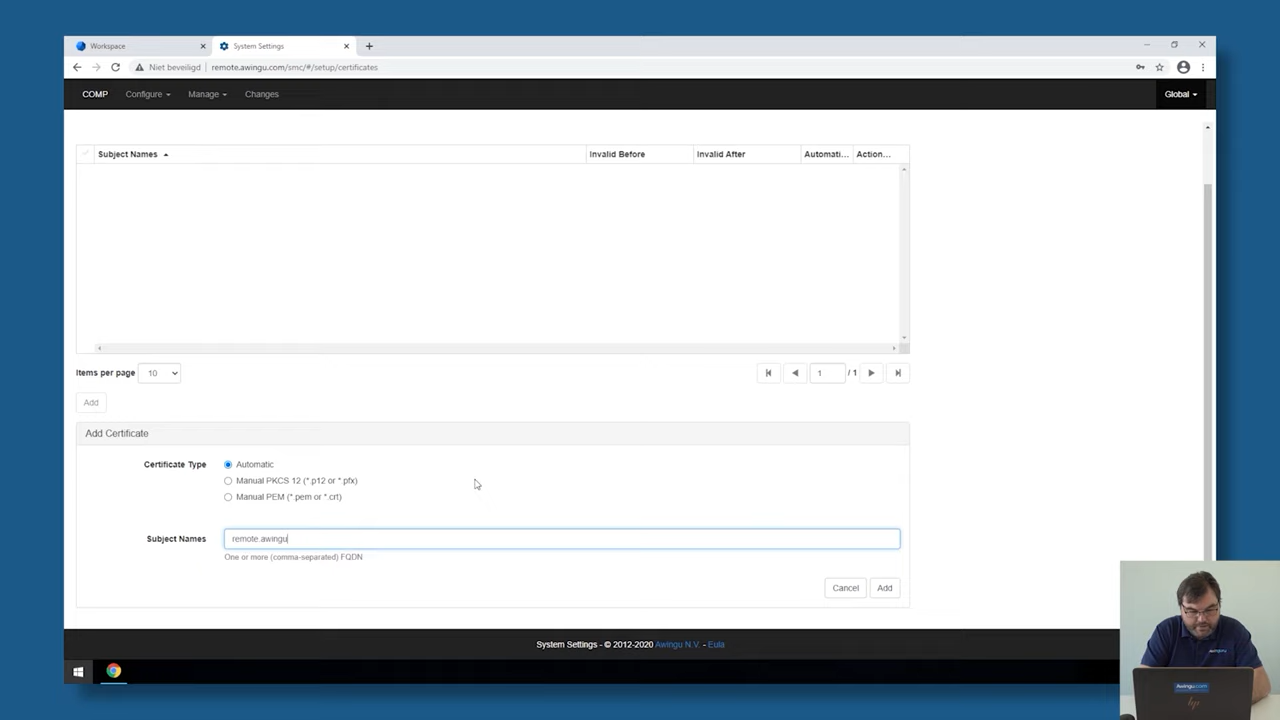 Workspace
System Settings
Niet beveiligd remote.awingu.com/smc/#/setup/certificates
COMP Configure Manage Changes Global
Subject Names Invalid Before Invalid After Automati... Action...
Items per page 10 1 / 1
Add
Add Certificate
Certificate Type Automatic
Manual PKCS 12 (*.p12 or *.pfx)
Manual PEM (*.pem or *.crt)
Subject Names remote.awingu
One or more (comma-separated) FQDN
Cancel Add
System Settings - © 2012-2020 Awingu N.V. - Eula
Awingu.com
hp